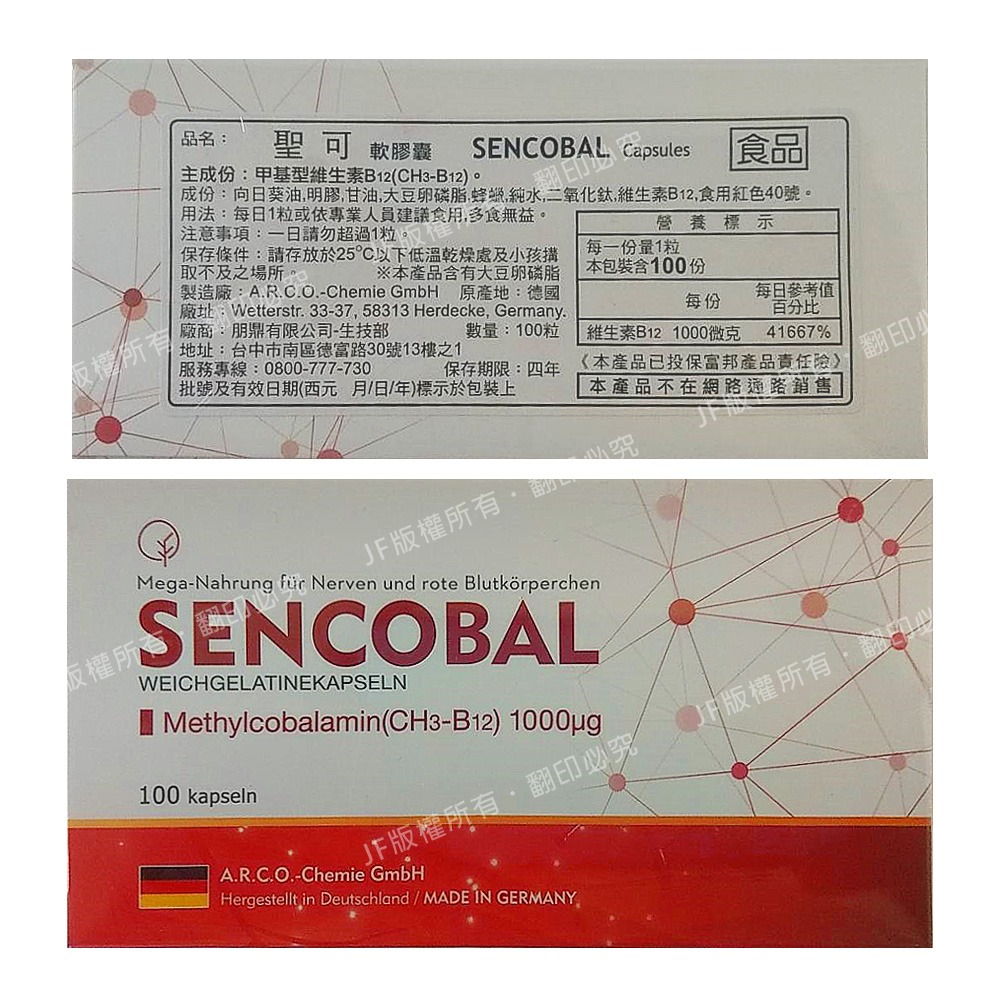 品名： 聖可 軟膠囊 SENCOBAL Capsules 食品
主成份：甲基型維生素B12(CH3-B12)。
成份：向日葵油,明膠,甘油,大豆卵磷脂,蜂蠟,純水,二氧化鈦,維生素B12,食用紅色40號。
用法：每日1粒或依專業人員建議食用,多食無益。
注意事項：一日請勿超過1粒。
保存條件：請存放於25°C以下低溫乾燥處及小孩搆
取不及之場所。 ※本產品含有大豆卵磷脂
製造廠：A.R.C.O.-Chemie GmbH 原產地：德國
廠址：Wetterstr. 33-37, 58313 Herdecke, Germany.
廠商：朋鼎有限公司-生技部 數量：100粒
地址：台中市南區德富路30號13樓之1
服務專線：0800-777-730 保存期限：四年
批號及有效日期(西元 月/日/年)標示於包裝上
營養標示
每一份量1粒
本包裝含100份
每份 每日參考值
百分比
維生素B12 1000微克 41667%
《本產品已投保富邦產品責任險》
本產品不在網路通路銷售
Mega-Nahrung für Nerven und rote Blutkörperchen
SENCOBAL
WEICHGELATINEKAPSELN
Methylcobalamin(CH3-B12) 1000µg
100 kapseln
A.R.C.O.-Chemie GmbH
Hergestellt in Deutschland / MADE IN GERMANY
JF版權所有・翻印必究